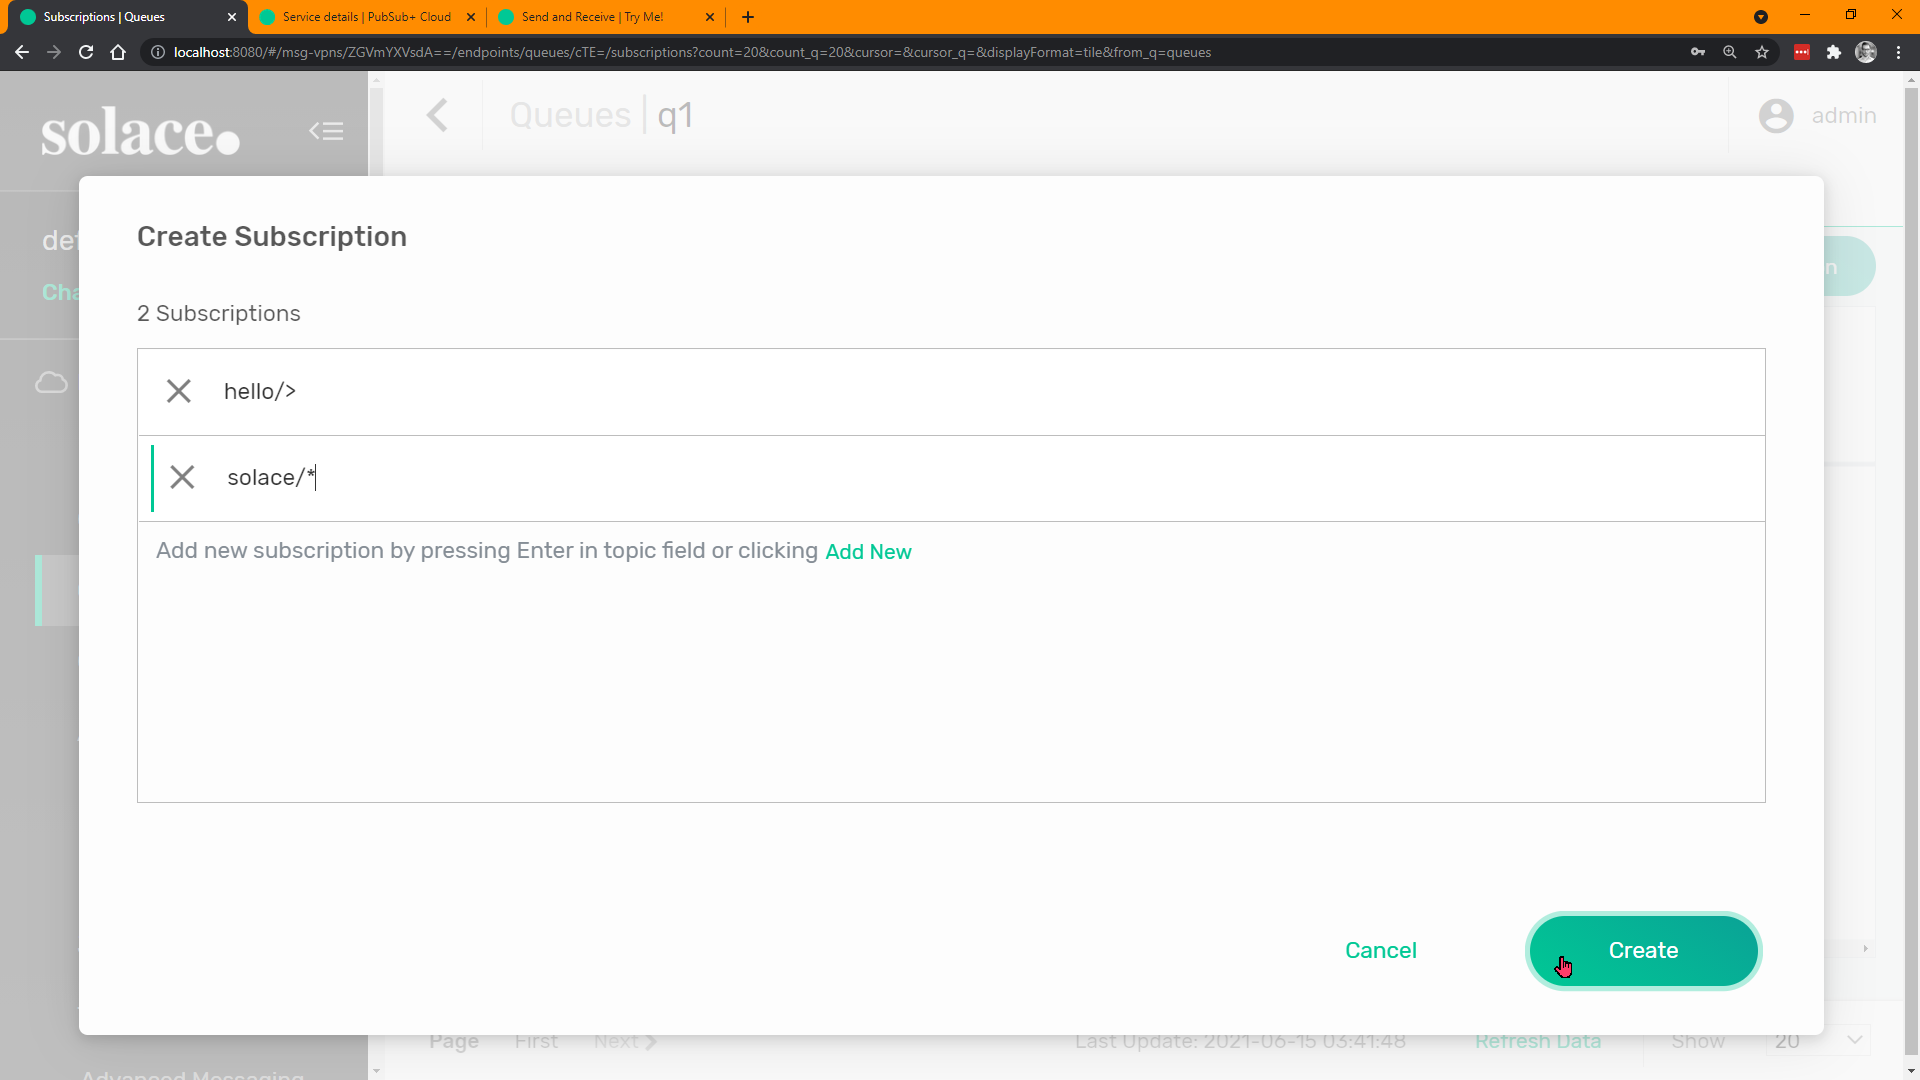 Subscriptions | Queues
Service details | PubSub+ Cloud
Send and Receive | Try Me!
localhost:8080/#/msg-vpns/ZGVmYXVsdA==/endpoints/queues/cTE=/subscriptions?count=20&count_q=20&cursor=&cursor_q=&displayFormat=tile&from_q=queues
solace.
Queues | q1
admin
def
Cha
n
Create Subscription
2 Subscriptions
hello/>
solace/*
Add new subscription by pressing Enter in topic field or clicking Add New
Cancel
Create
Page First Next
Last Update: 2021-06-15 03:41:48
Refresh Data
Show 20
Advanced Messaging